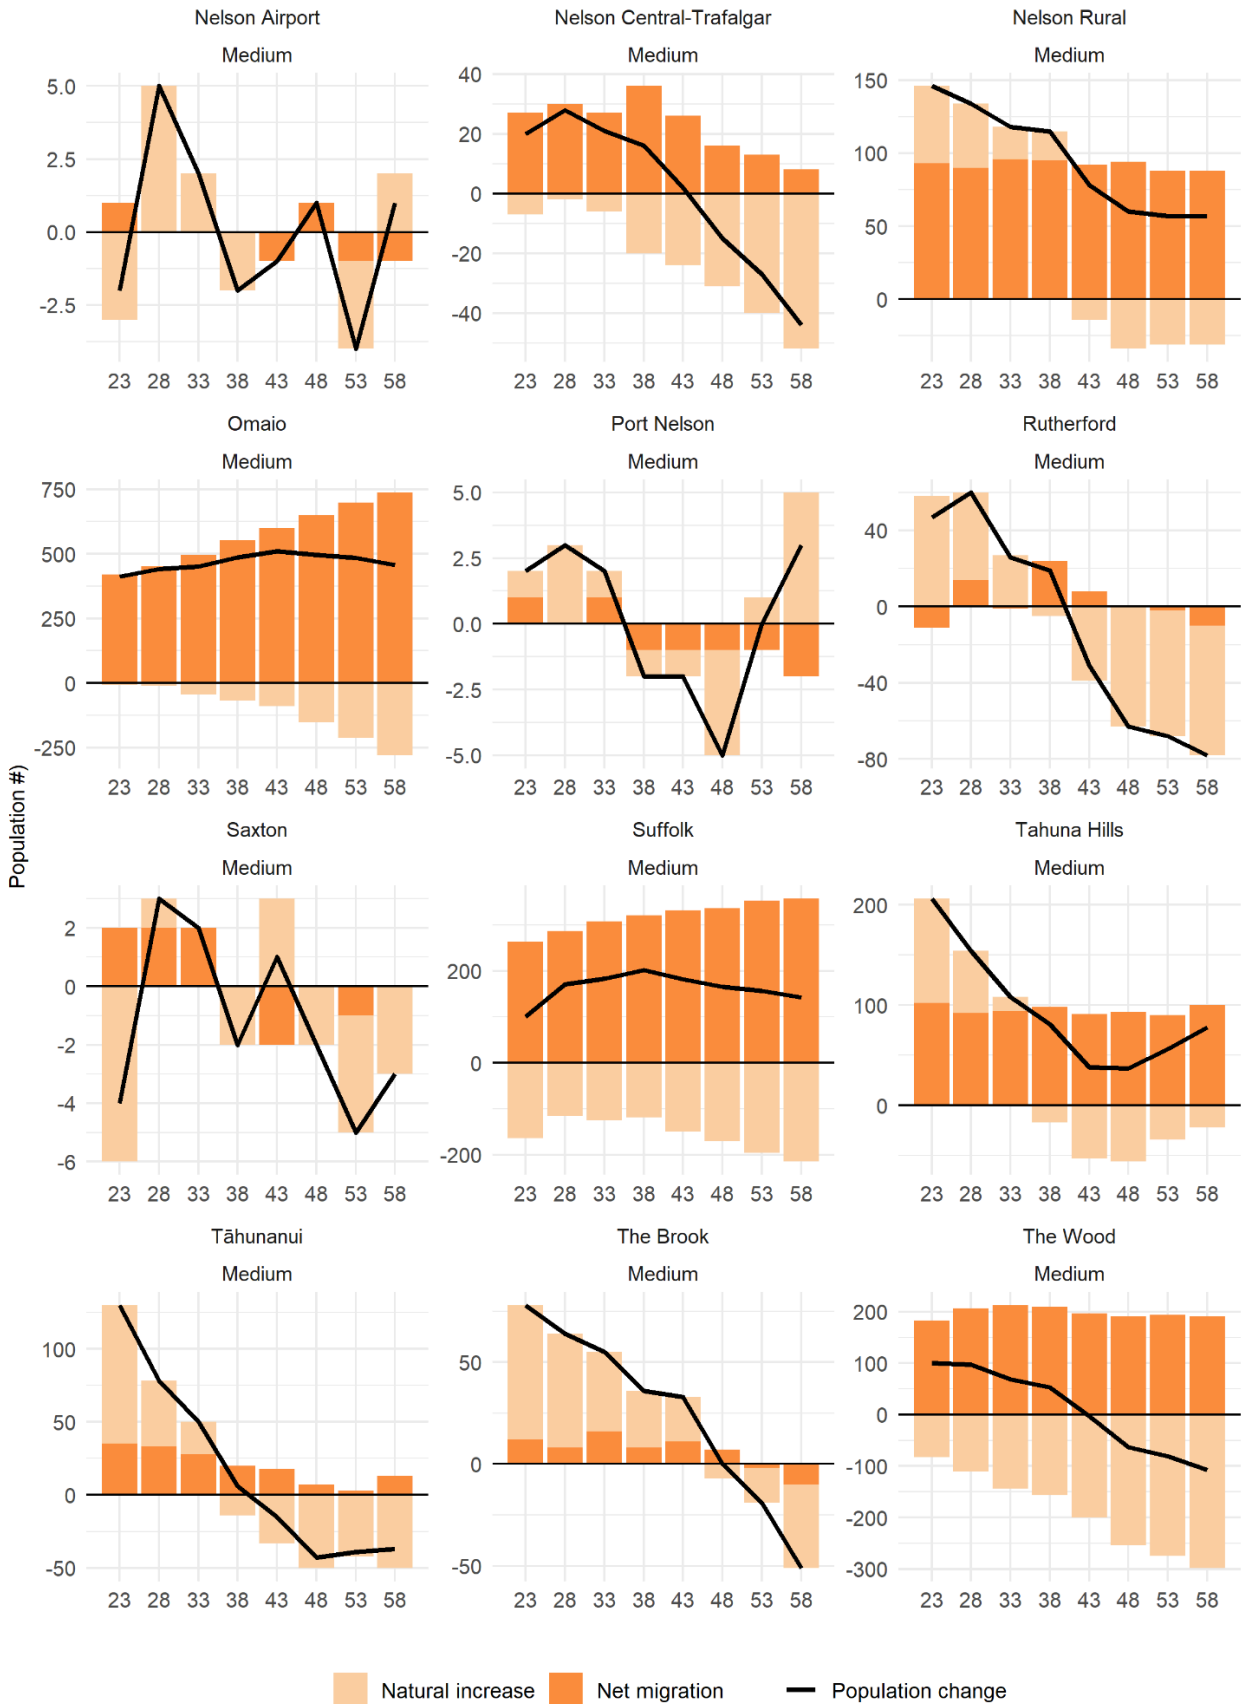 Nelson Airport
Medium
5.0
2.5
0.0
-2.5
23 28 33 38 43 48 53 58
Nelson Central-Trafalgar
Medium
40
20
0
-20
-40
23 28 33 38 43 48 53 58
Nelson Rural
Medium
150
100
50
0
23 28 33 38 43 48 53 58
Omaio
Medium
750
500
250
0
-250
23 28 33 38 43 48 53 58
Port Nelson
Medium
5.0
2.5
0.0
-2.5
-5.0
23 28 33 38 43 48 53 58
Rutherford
Medium
40
0
-40
-80
23 28 33 38 43 48 53 58
Population #)
Saxton
Medium
2
0
-2
-4
-6
23 28 33 38 43 48 53 58
Suffolk
Medium
200
0
-200
23 28 33 38 43 48 53 58
Tahuna Hills
Medium
200
100
0
23 28 33 38 43 48 53 58
Tāhunanui
Medium
100
50
0
-50
23 28 33 38 43 48 53 58
The Brook
Medium
50
0
-50
23 28 33 38 43 48 53 58
The Wood
Medium
200
100
0
-100
-200
-300
23 28 33 38 43 48 53 58
Natural increase Net migration Population change